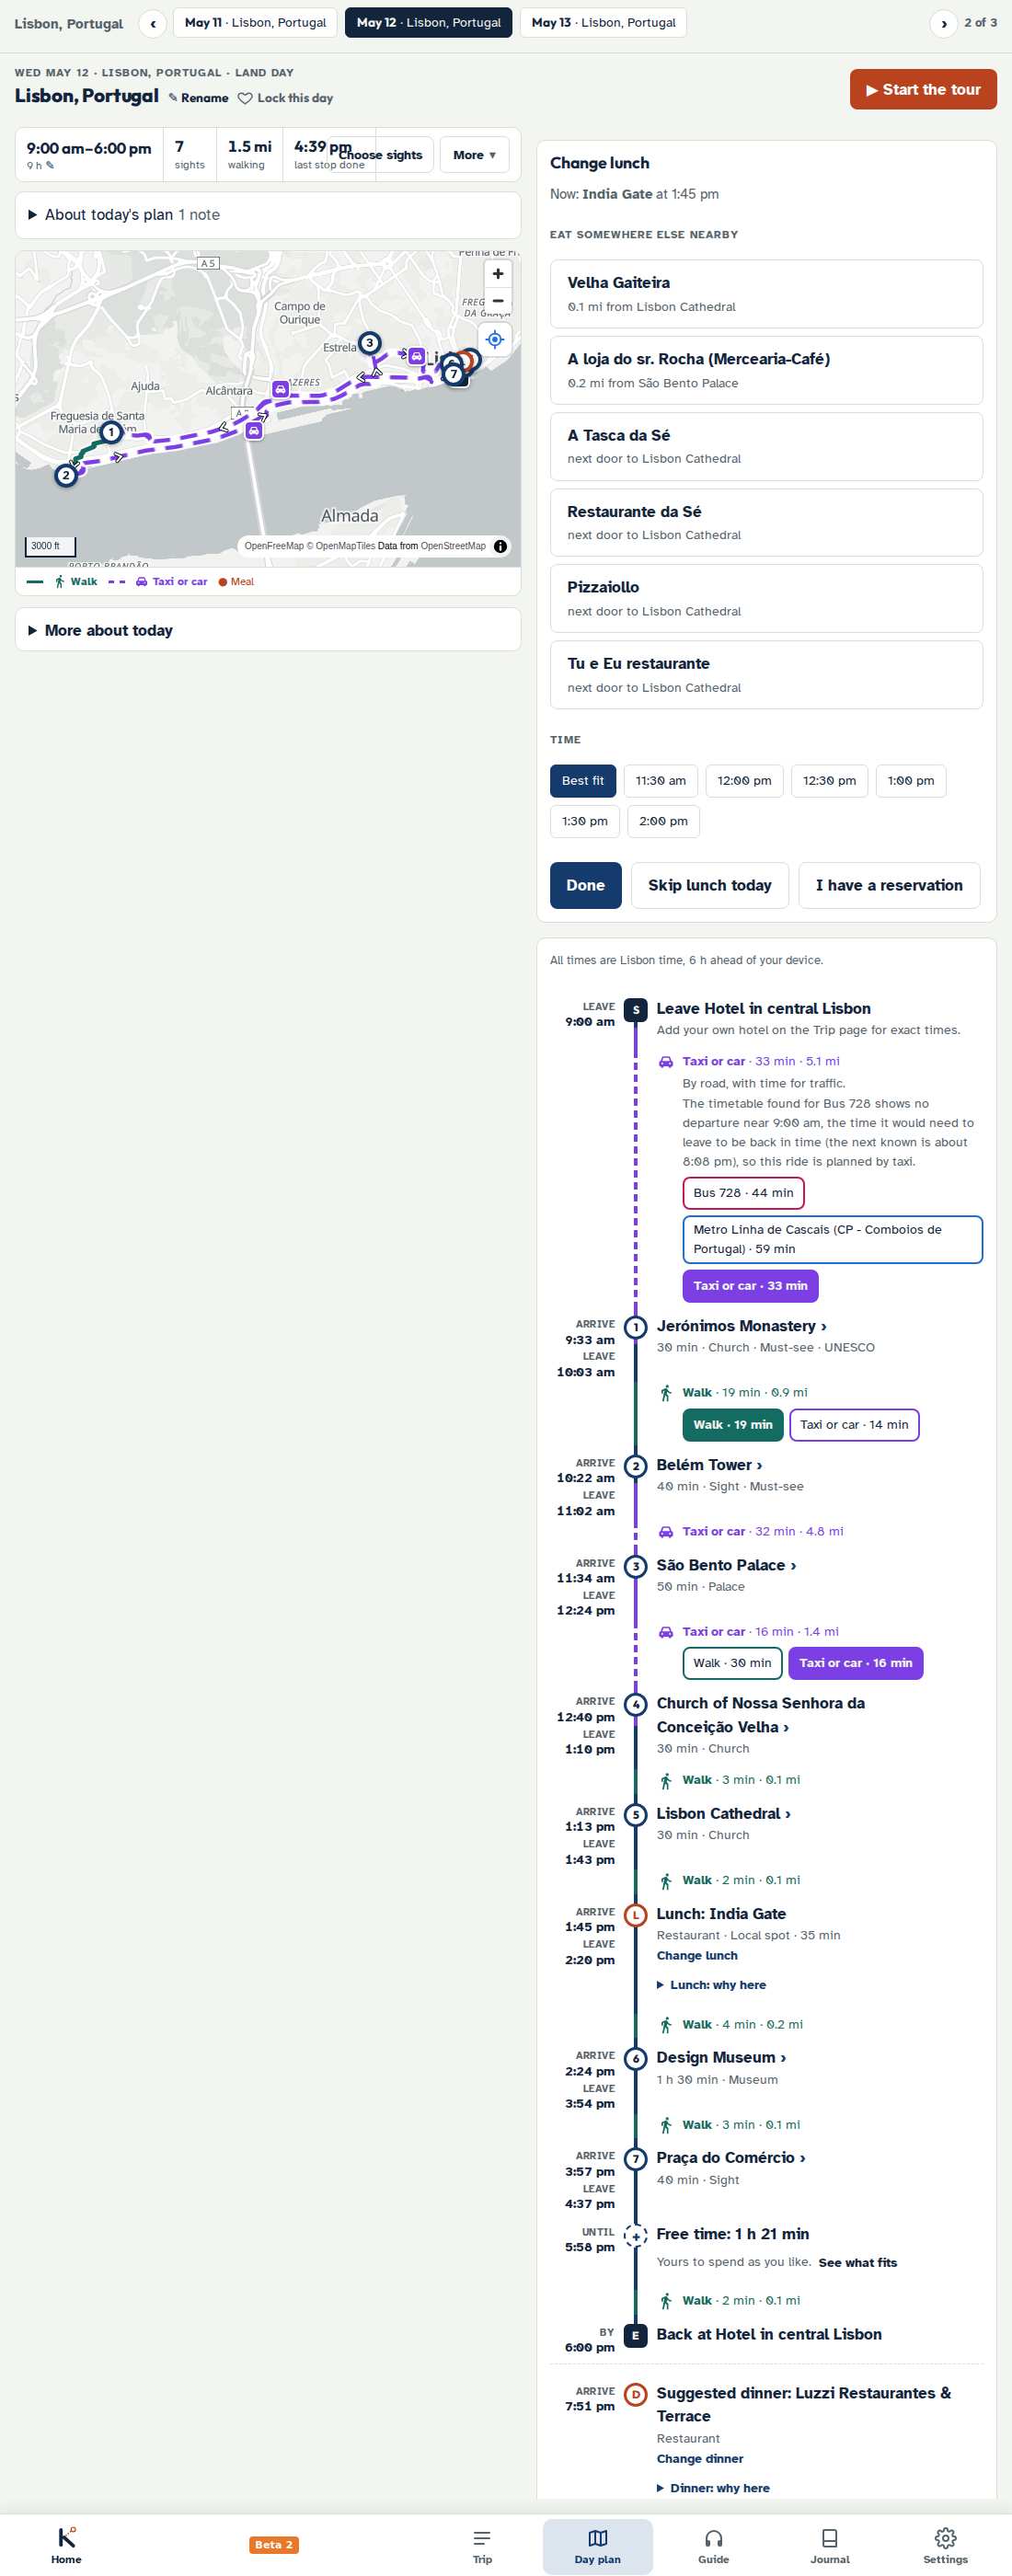 Lisbon, Portugal
‹
May 11 · Lisbon, Portugal
May 12 · Lisbon, Portugal
May 13 · Lisbon, Portugal
›
2 of 3
WED MAY 12 · LISBON, PORTUGAL · LAND DAY
Lisbon, Portugal ✎ Rename Lock this day
▶ Start the tour
9:00 am–6:00 pm
9 h ✎
7
sights
1.5 mi
walking
4:39 pm
last stop done
Choose sights
More ▾
▶ About today's plan 1 note
A 5
Campo de
Ourique
Estrela
Ajuda
Alcântara
Freguesia de Santa
DA GRAÇA
Almada
3
7
1
2
+
−
3000 ft
OpenFreeMap © OpenMapTiles Data from OpenStreetMap
Walk Taxi or car Meal
▶ More about today
Change lunch
Now: India Gate at 1:45 pm
EAT SOMEWHERE ELSE NEARBY
Velha Gaiteira
0.1 mi from Lisbon Cathedral
A loja do sr. Rocha (Mercearia-Café)
0.2 mi from São Bento Palace
A Tasca da Sé
next door to Lisbon Cathedral
Restaurante da Sé
next door to Lisbon Cathedral
Pizzaiollo
next door to Lisbon Cathedral
Tu e Eu restaurante
next door to Lisbon Cathedral
TIME
Best fit
11:30 am
12:00 pm
12:30 pm
1:00 pm
1:30 pm
2:00 pm
Done
Skip lunch today
I have a reservation
All times are Lisbon time, 6 h ahead of your device.
LEAVE
9:00 am
S
Leave Hotel in central Lisbon
Add your own hotel on the Trip page for exact times.
Taxi or car · 33 min · 5.1 mi
By road, with time for traffic.
The timetable found for Bus 728 shows no
departure near 9:00 am, the time it would need to
leave to be back in time (the next known is about
8:08 pm), so this ride is planned by taxi.
Bus 728 · 44 min
Metro Linha de Cascais (CP - Comboios de
Portugal) · 59 min
Taxi or car · 33 min
ARRIVE
9:33 am
LEAVE
10:03 am
1
Jerónimos Monastery ›
30 min · Church · Must-see · UNESCO
Walk · 19 min · 0.9 mi
Walk · 19 min
Taxi or car · 14 min
ARRIVE
10:22 am
LEAVE
11:02 am
2
Belém Tower ›
40 min · Sight · Must-see
Taxi or car · 32 min · 4.8 mi
ARRIVE
11:34 am
LEAVE
12:24 pm
3
São Bento Palace ›
50 min · Palace
Taxi or car · 16 min · 1.4 mi
Walk · 30 min
Taxi or car · 16 min
ARRIVE
12:40 pm
LEAVE
1:10 pm
4
Church of Nossa Senhora da
Conceição Velha ›
30 min · Church
Walk · 3 min · 0.1 mi
ARRIVE
1:13 pm
LEAVE
1:43 pm
5
Lisbon Cathedral ›
30 min · Church
Walk · 2 min · 0.1 mi
ARRIVE
1:45 pm
LEAVE
2:20 pm
L
Lunch: India Gate
Restaurant · Local spot · 35 min
Change lunch
▶ Lunch: why here
Walk · 4 min · 0.2 mi
ARRIVE
2:24 pm
LEAVE
3:54 pm
6
Design Museum ›
1 h 30 min · Museum
Walk · 3 min · 0.1 mi
ARRIVE
3:57 pm
LEAVE
4:37 pm
7
Praça do Comércio ›
40 min · Sight
UNTIL
5:58 pm
+
Free time: 1 h 21 min
Yours to spend as you like. See what fits
Walk · 2 min · 0.1 mi
BY
6:00 pm
E
Back at Hotel in central Lisbon
ARRIVE
7:51 pm
D
Suggested dinner: Luzzi Restaurantes &
Terrace
Restaurant
Change dinner
▶ Dinner: why here
Home
Beta 2
Trip
Day plan
Guide
Journal
Settings